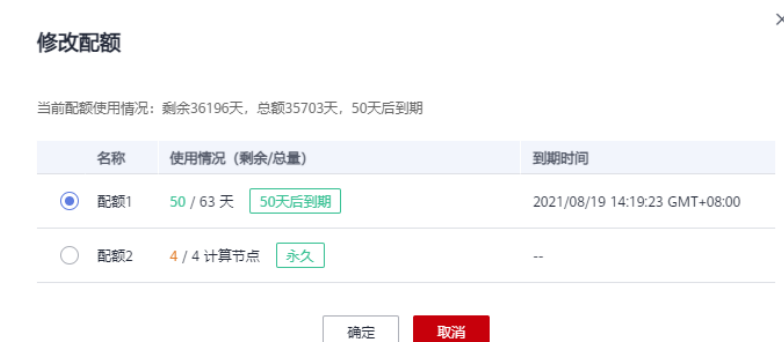 修改配额
当前配额使用情况：剩余36196天，总额35703天，50天后到期
名称 使用情况（剩余/总量） 到期时间
配额1 50 / 63 天 50天后到期 2021/08/19 14:19:23 GMT+08:00
配额2 4 / 4 计算节点 永久 --
确定 取消